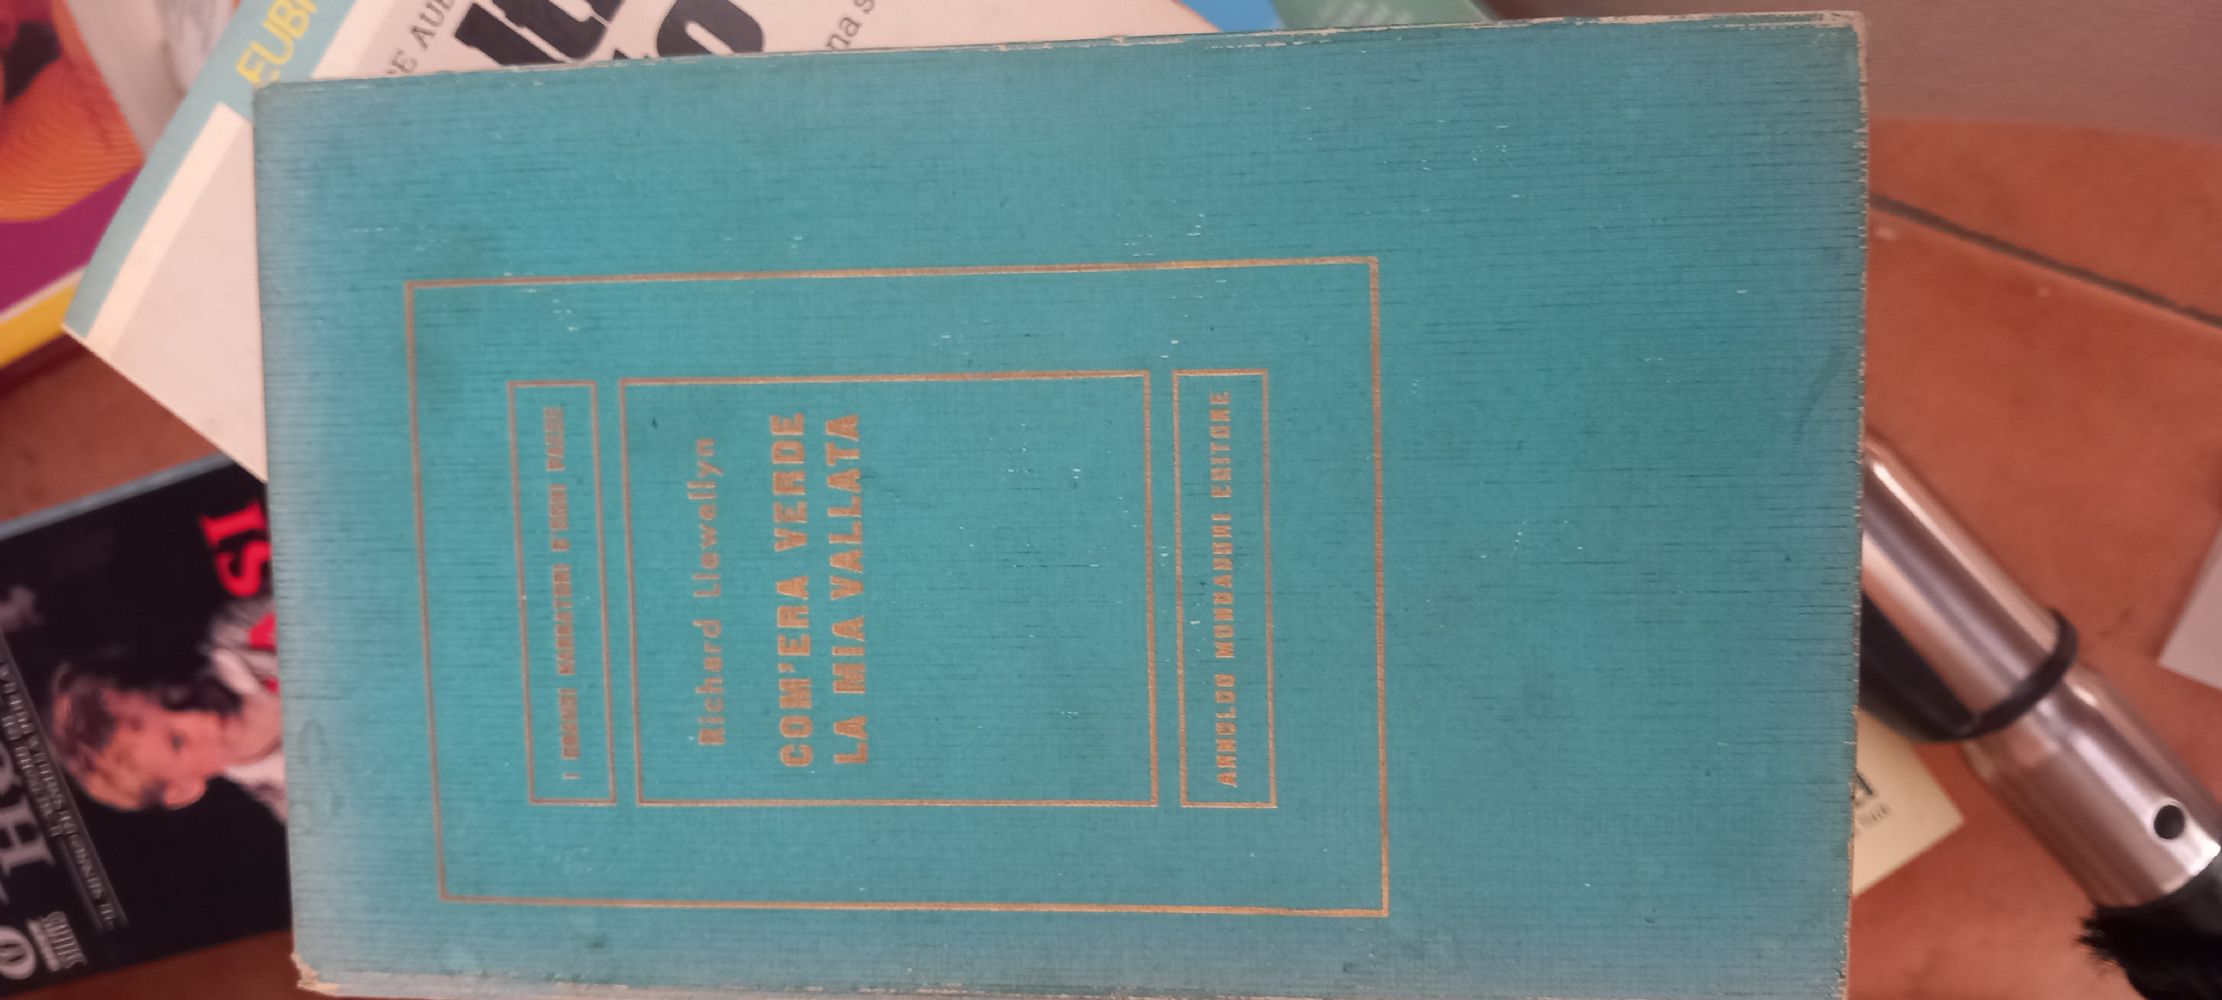 I GRANDI NARRATORI D'OGNI PAESE
Richard Llewellyn
COM'ERA VERDE
LA MIA VALLATA
ARNOLDO MONDADORI EDITORE